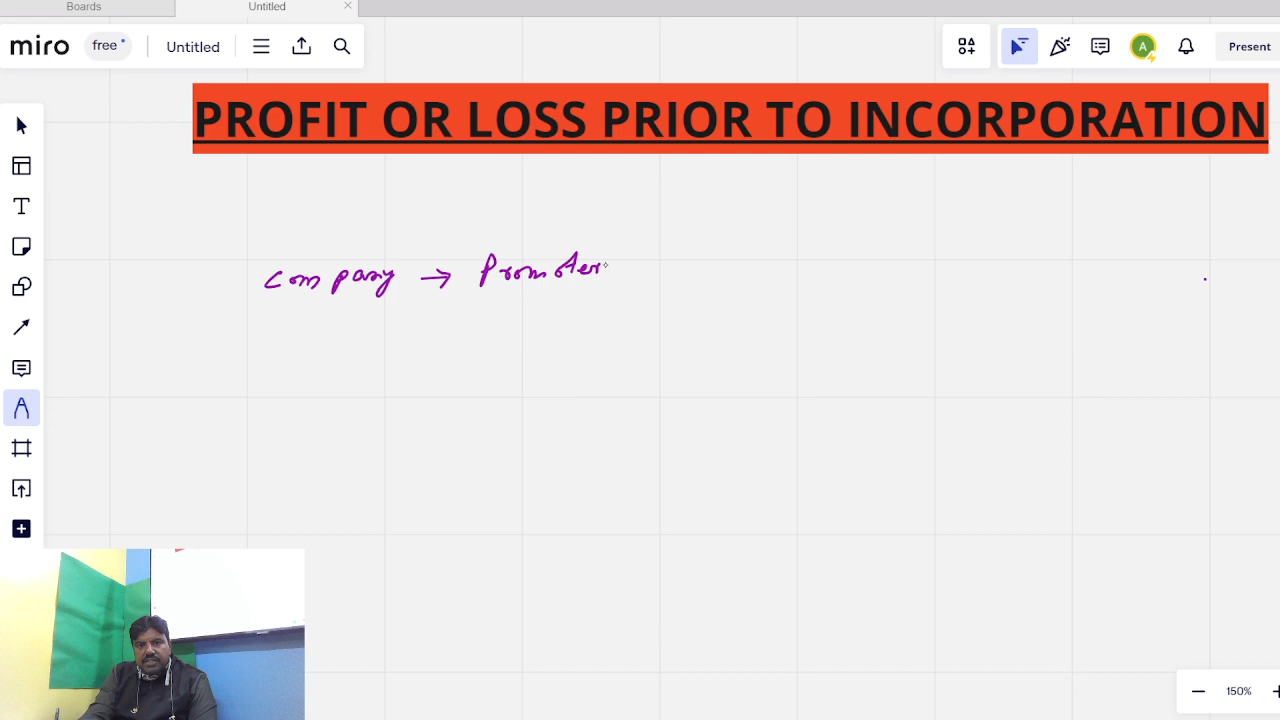 Boards Untitled
miro free Untitled Present
PROFIT OR LOSS PRIOR TO INCORPORATION
Company → Promoter
A
150%